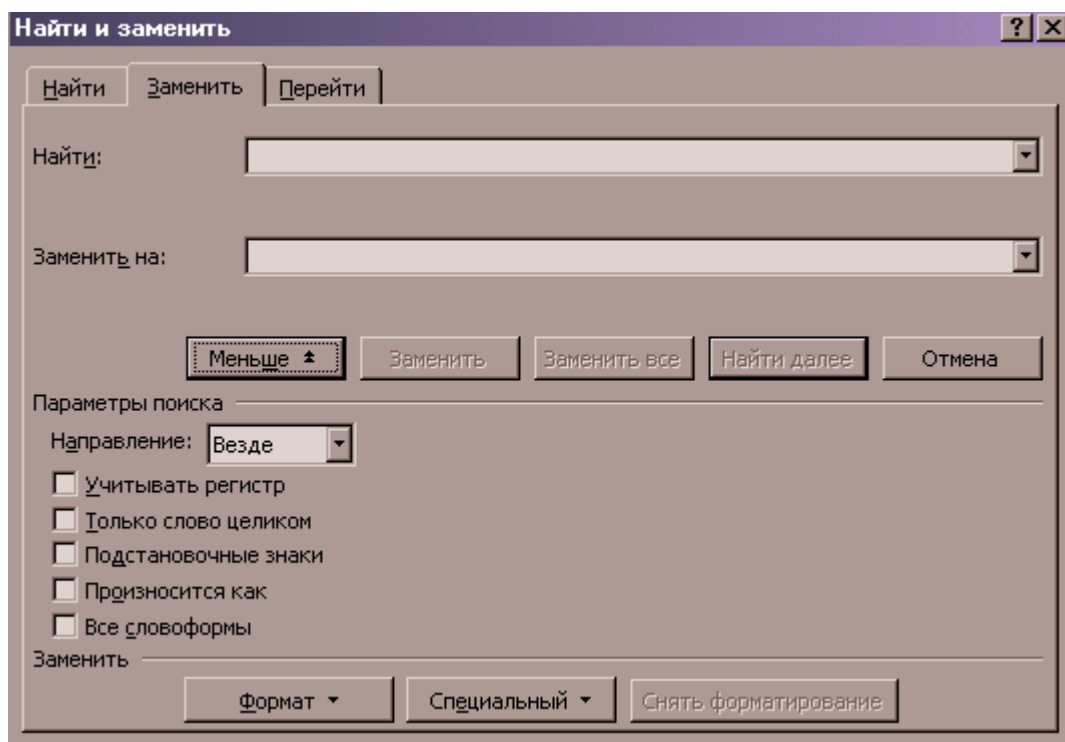 Найти и заменить
Найти Заменить Перейти
Найти:
Заменить на:
Меньше Заменить Заменить все Найти далее Отмена
Параметры поиска
Направление: Везде
Учитывать регистр
Только слово целиком
Подстановочные знаки
Произносится как
Все словоформы
Заменить
Формат Специальный Снять форматирование